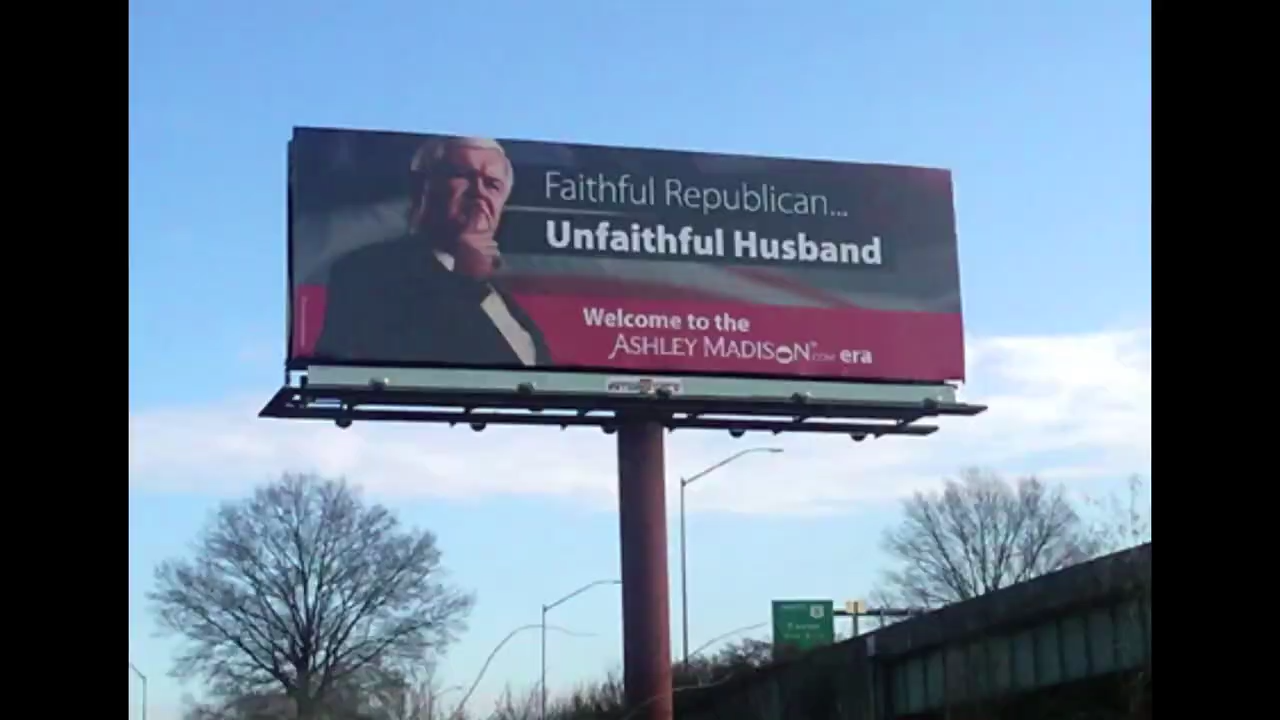 Faithful Republican...
Unfaithful Husband
Welcome to the
ASHLEY MADISON.COM era